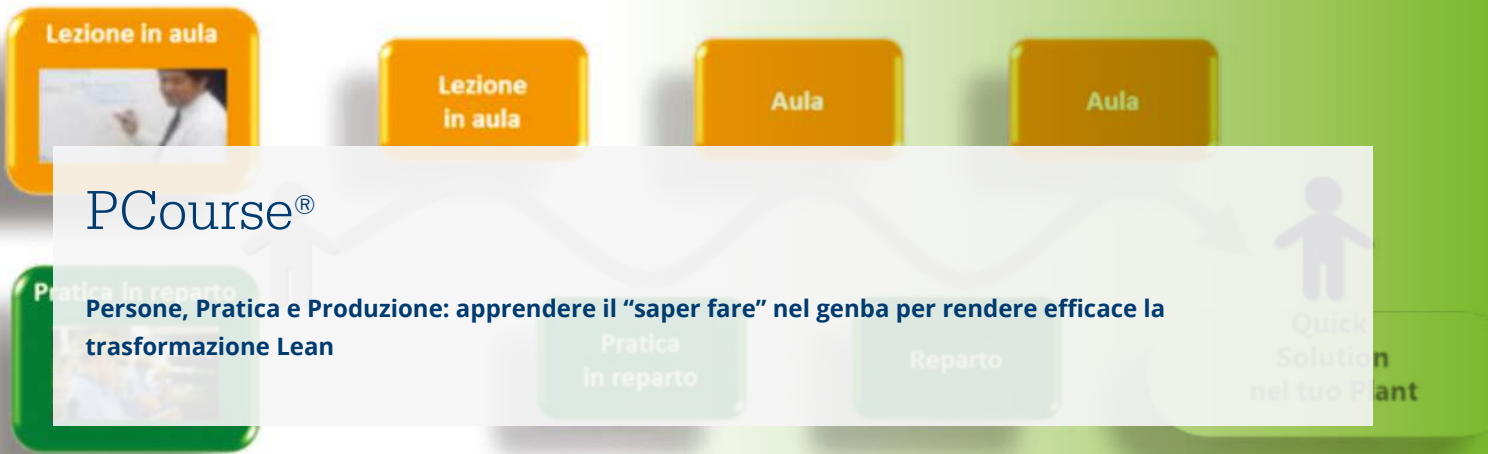 Lezione in aula
Lezione
in aula
Aula
Aula
PCourse®
Pratica in reparto
Persone, Pratica e Produzione: apprendere il “saper fare” nel genba per rendere efficace la
trasformazione Lean
Pratica
in reparto
Reparto
Quick
Solution
nel tuo Plant